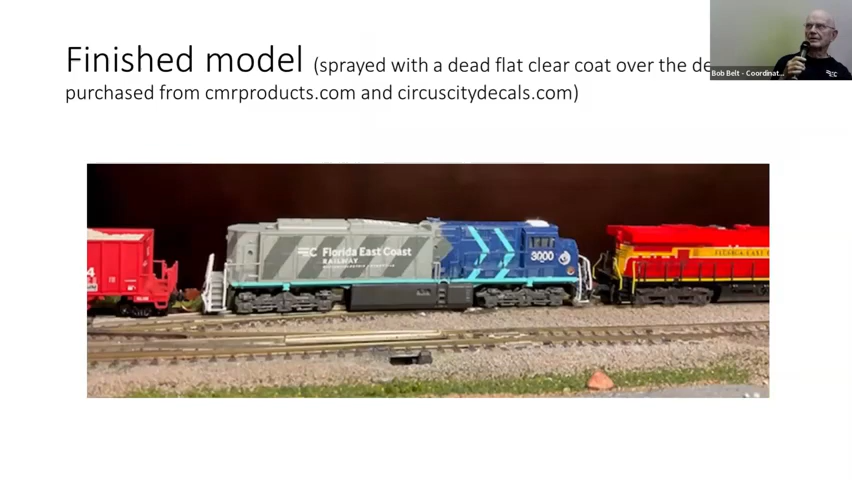 Finished model (sprayed with a dead flat clear coat over the de
purchased from cmrproducts.com and circuscitydecals.com)
Bob Belt - Coordinat...
Florida East Coast
RAILWAY
3000
4